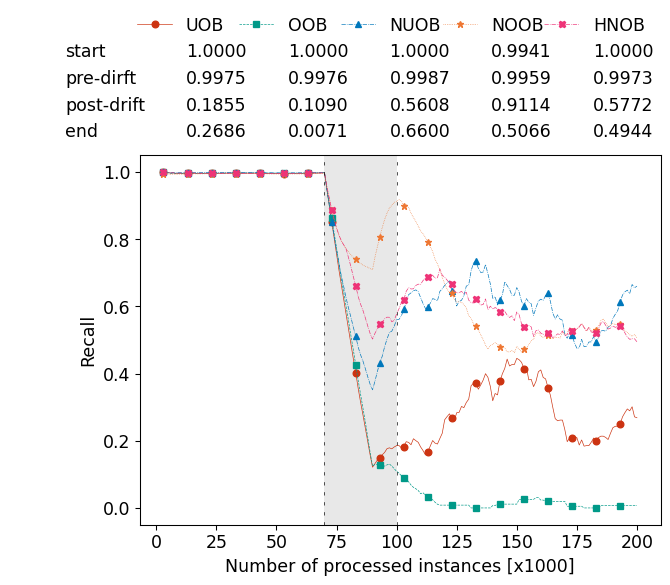 UOB OOB NUOB NOOB HNOB
start 1.0000 1.0000 1.0000 0.9941 1.0000
pre-dirft 0.9975 0.9976 0.9987 0.9959 0.9973
post-drift 0.1855 0.1090 0.5608 0.9114 0.5772
end 0.2686 0.0071 0.6600 0.5066 0.4944
1.0
0.8
0.6
0.4
0.2
0.0
Recall
0 25 50 75 100 125 150 175 200
Number of processed instances [x1000]